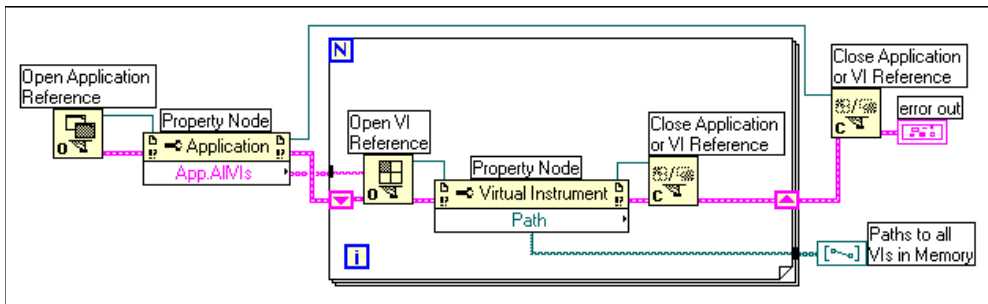 Open Application
Reference
O
Property Node
!?
Application
!?
App.AllVIs
N
Open VI
Reference
O
Property Node
!?
Virtual Instrument
!?
Path
Close Application
or VI Reference
C
i
Close Application
or VI Reference
C
error out
Paths to all
VIs in Memory